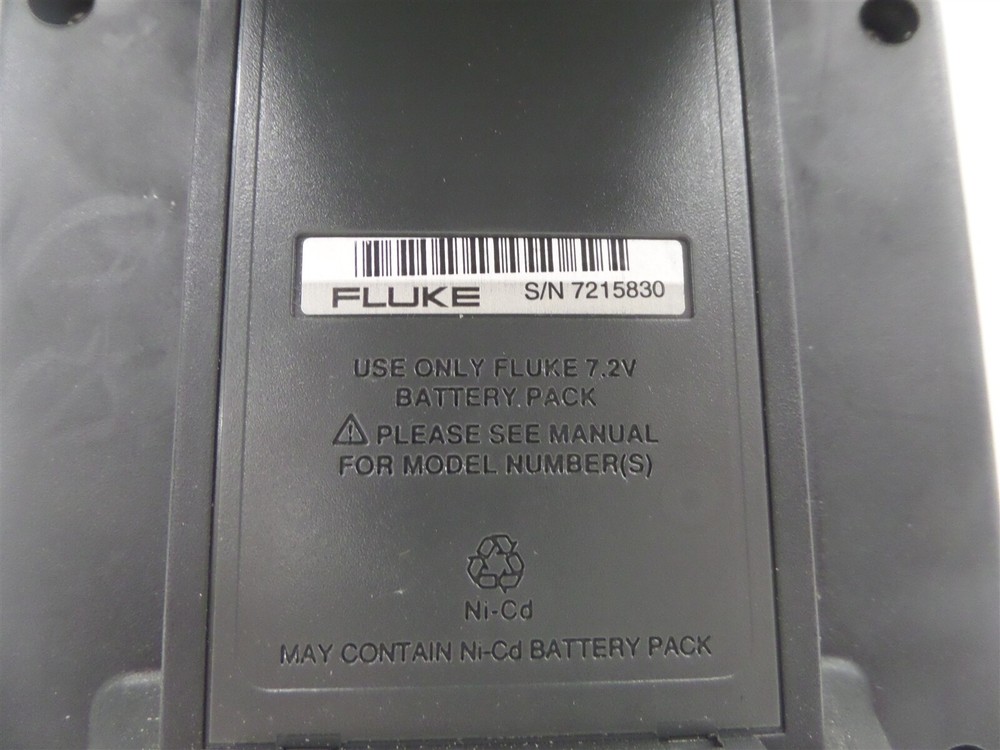 FLUKE S/N 7215830
USE ONLY FLUKE 7.2V
BATTERY PACK
PLEASE SEE MANUAL
FOR MODEL NUMBER(S)
Ni-Cd
MAY CONTAIN Ni-Cd BATTERY PACK